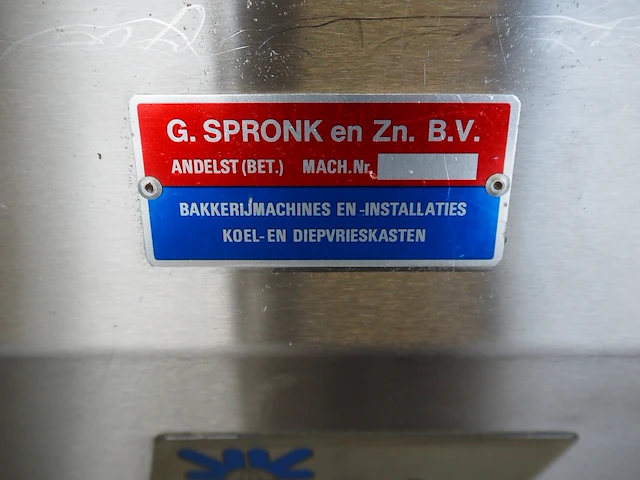 G. SPRONK en Zn. B.V.
ANDELST (BET.) MACH.Nr.
BAKKERIJMACHINES EN -INSTALLATIES
KOEL- EN DIEPVRIESKASTEN